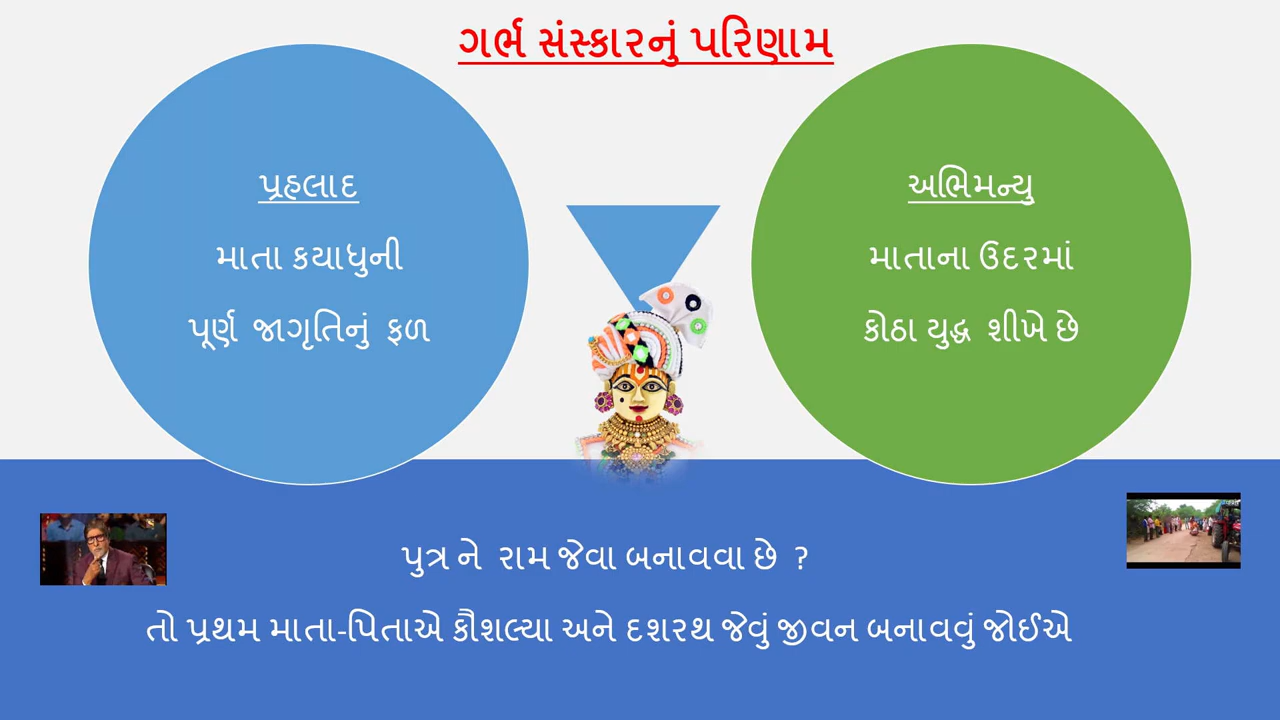 ગર્ભ સંસ્કારનું પરિણામ
પ્રહલાદ
માતા કયાધુની
પૂર્ણ જાગૃતિનું ફળ
અભિમન્યુ
માતાના ઉદરમાં
કોઠા યુદ્ધ શીખે છે
પુત્ર ને રામ જેવા બનાવવા છે ?
તો પ્રથમ માતા-પિતાએ કૌશલ્યા અને દશરથ જેવું જીવન બનાવવું જોઈએ